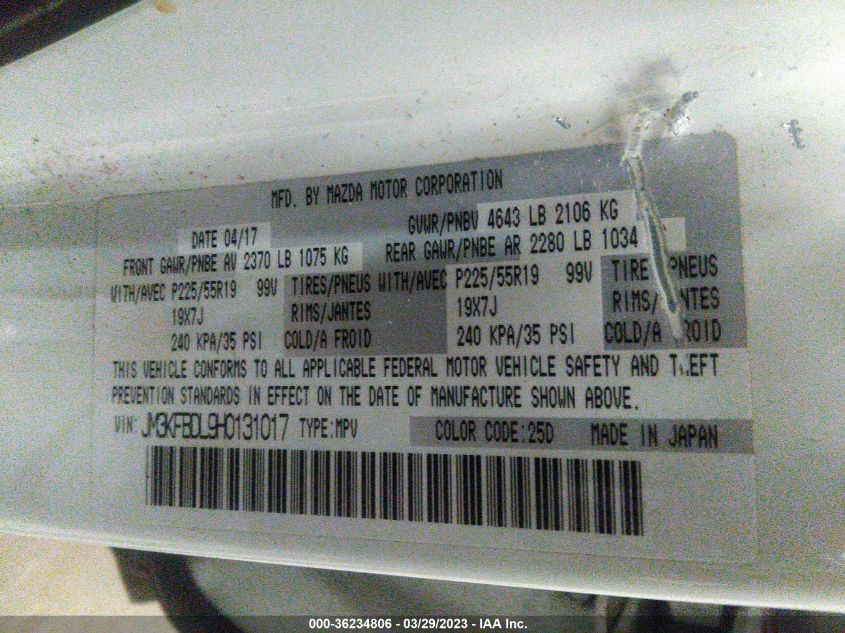 MFD. BY MAZDA MOTOR CORPORATION
DATE 04/17 GVWR/PNBV 4643 LB 2106 KG
FRONT GAWR/PNBE AV 2370 LB 1075 KG REAR GAWR/PNBE AR 2280 LB 1034
WITH/AVEC P225/55R19 99V TIRES/PNEUS WITH/AVEC P225/55R19 99V TIRES/PNEUS
19X7J RIMS/JANTES 19X7J RIMS/JANTES
240 KPA/35 PSI COLD/A FROID 240 KPA/35 PSI COLD/A FROID
THIS VEHICLE CONFORMS TO ALL APPLICABLE FEDERAL MOTOR VEHICLE SAFETY AND THEFT
PREVENTION STANDARDS IN EFFECT ON THE DATE OF MANUFACTURE SHOWN ABOVE.
VIN: JM3KFBDL9H0131017 TYPE:MPV COLOR CODE:25D MADE IN JAPAN
000-36234806 - 03/29/2023 - IAA Inc.